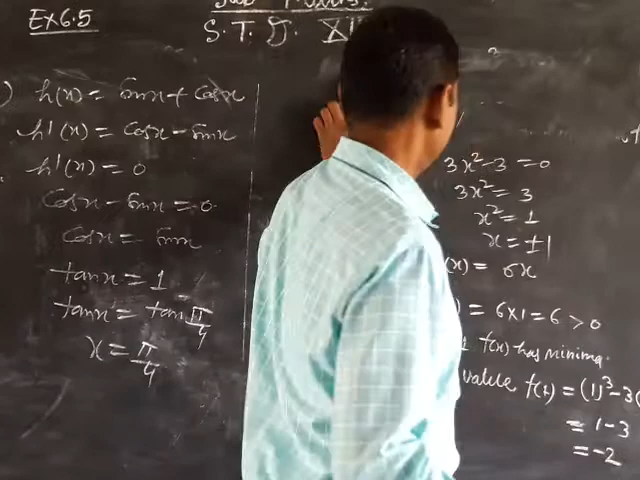 Ex 6.5
S.T.D. XII
h(x) = sinx + cosx
h'(x) = cosx - sinx
h'(x) = 0
cosx - sinx = 0
cosx = sinx
tanx = 1
tanx = tan π/4
x = π/4
3x² - 3 = 0
3x² = 3
x² = 1
x = ±1
(x) = 6x
) = 6×1 = 6 > 0
f(x) has minima.
value f(1) = (1)³ - 3(
= 1 - 3
= -2